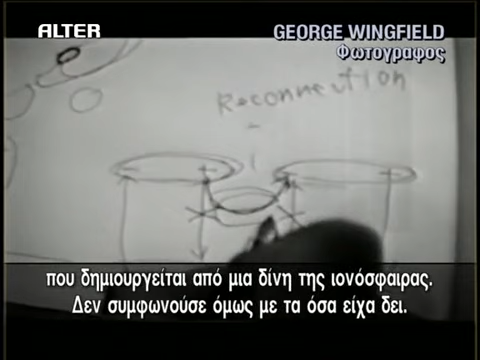 ALTER
GEORGE WINGFIELD
Φωτογραφος
Reconnection
που δημιουργείται από μια δίνη της ιονόσφαιρας.
Δεν συμφωνούσε όμως με τα όσα είχα δει.